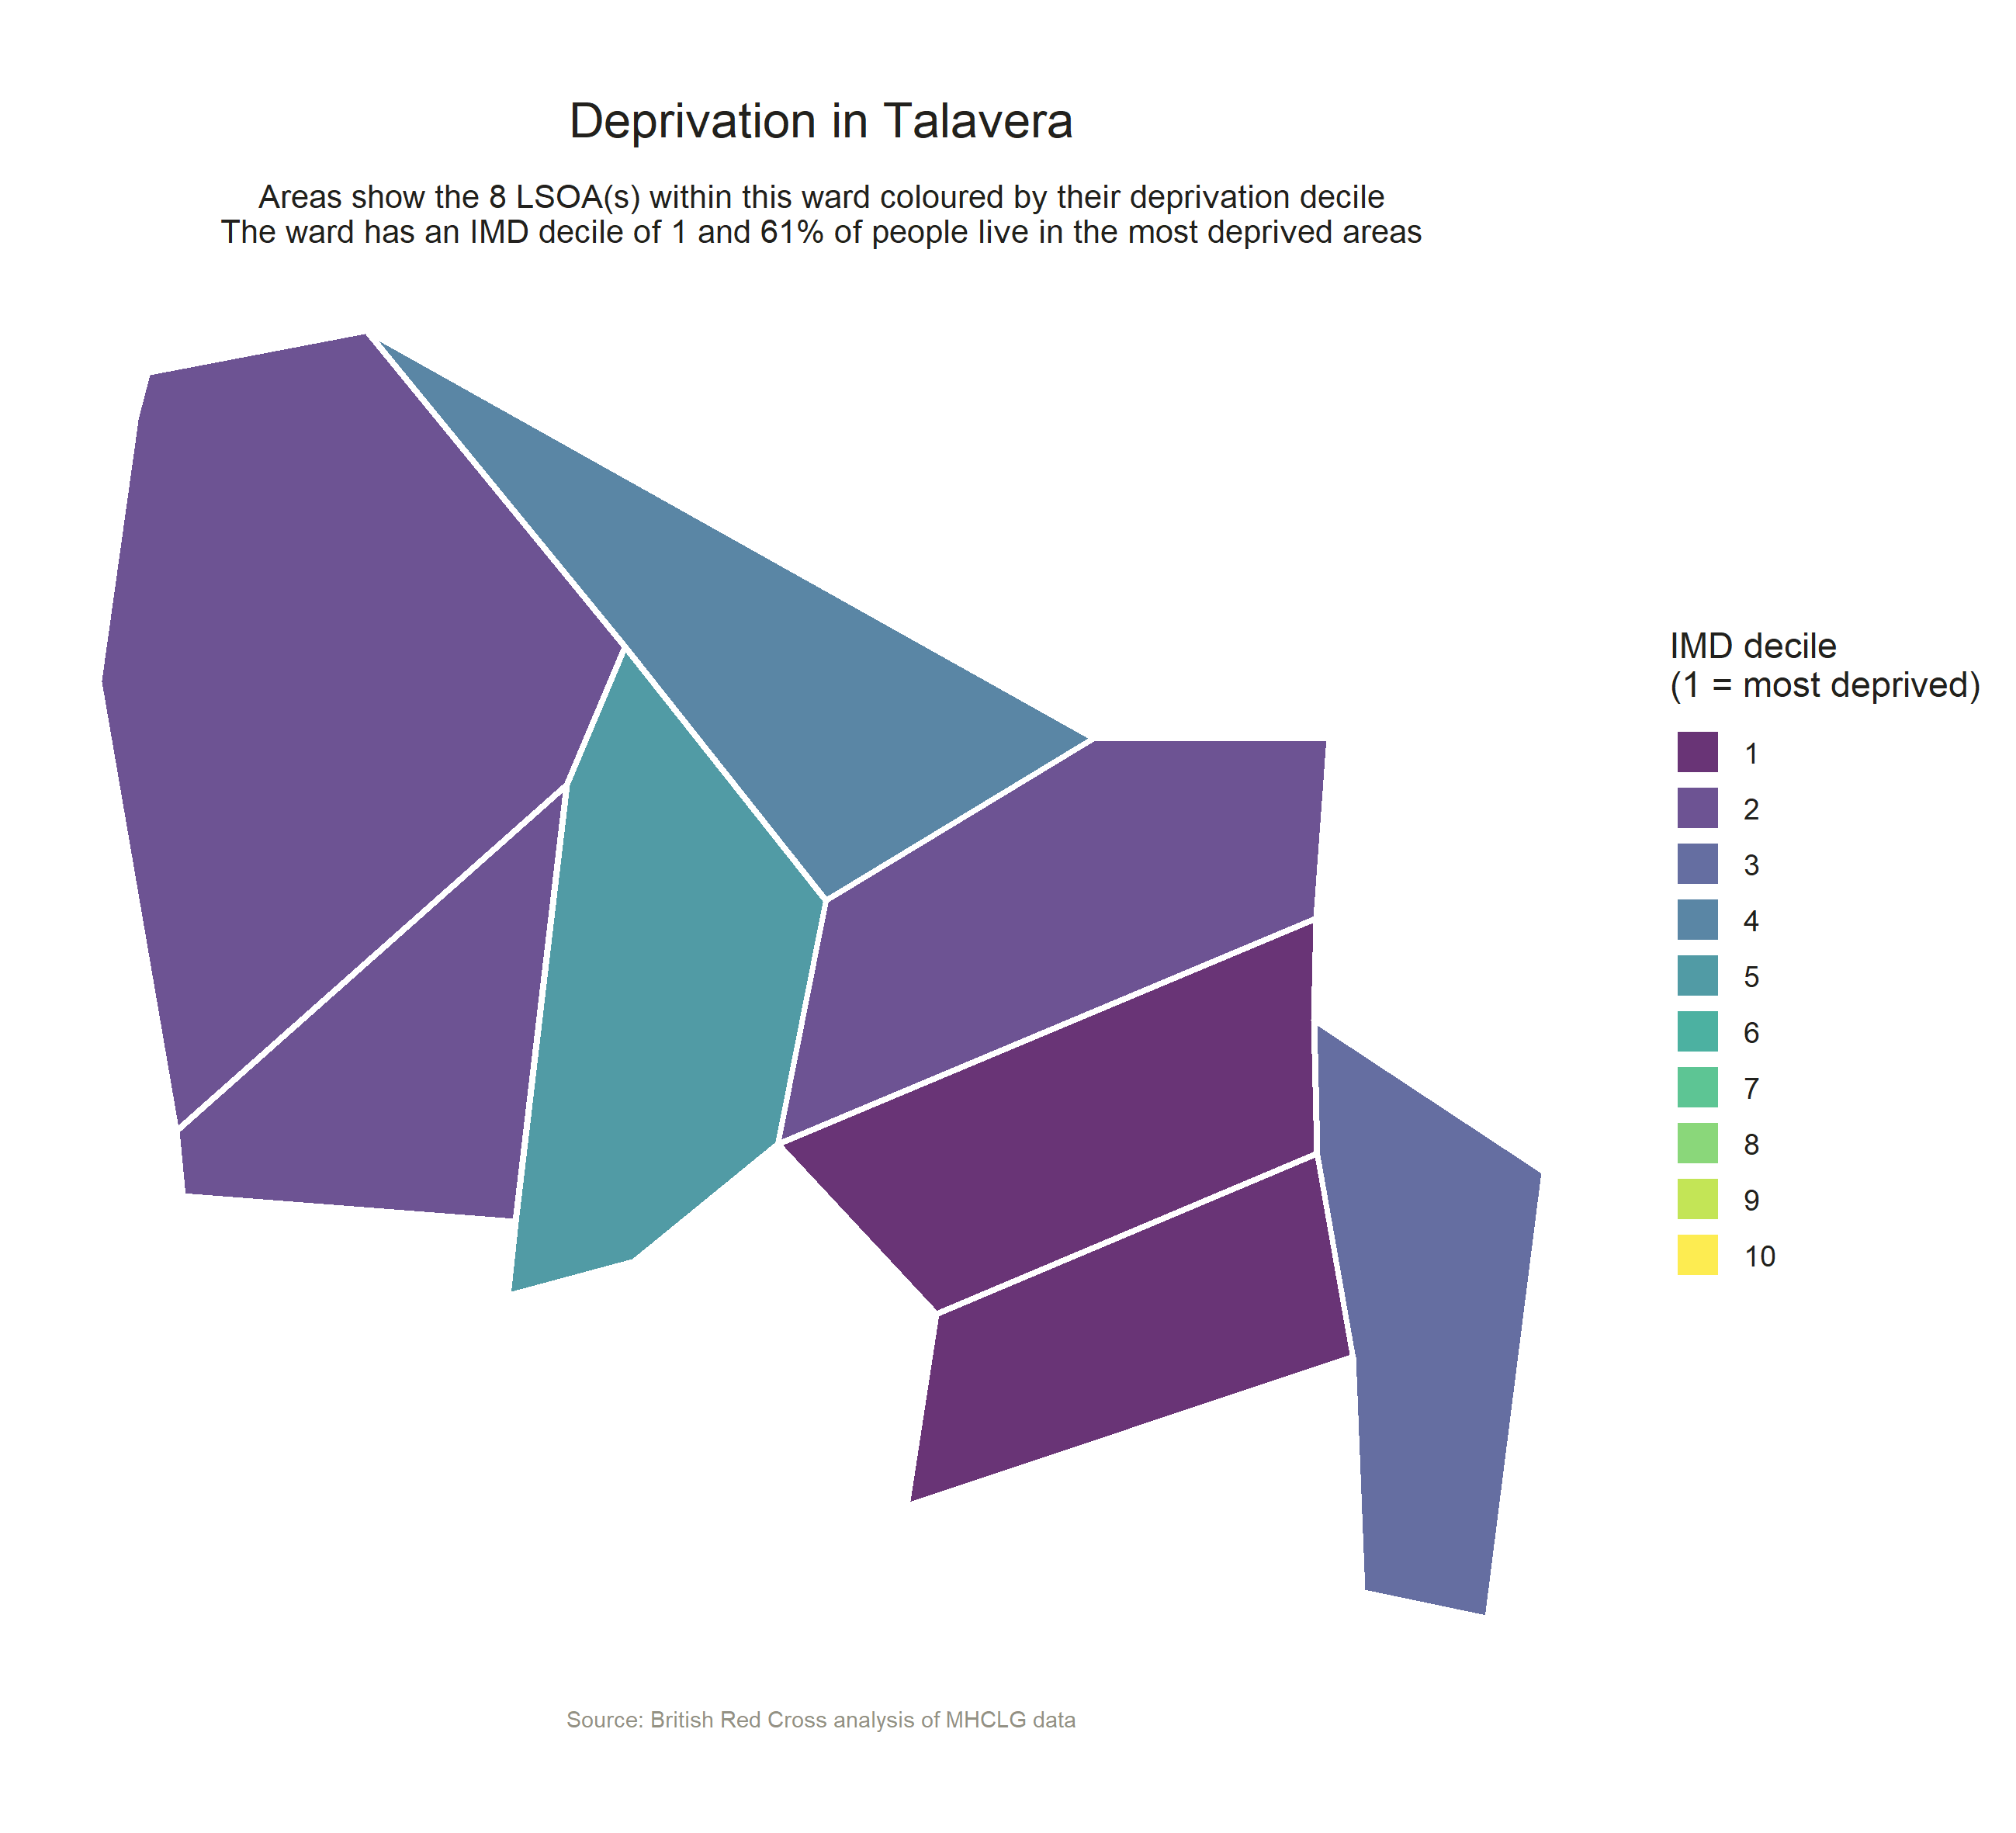 Deprivation in Talavera
Areas show the 8 LSOA(s) within this ward coloured by their deprivation decile
The ward has an IMD decile of 1 and 61% of people live in the most deprived areas
IMD decile
(1 = most deprived)
1
2
3
4
5
6
7
8
9
10
Source: British Red Cross analysis of MHCLG data